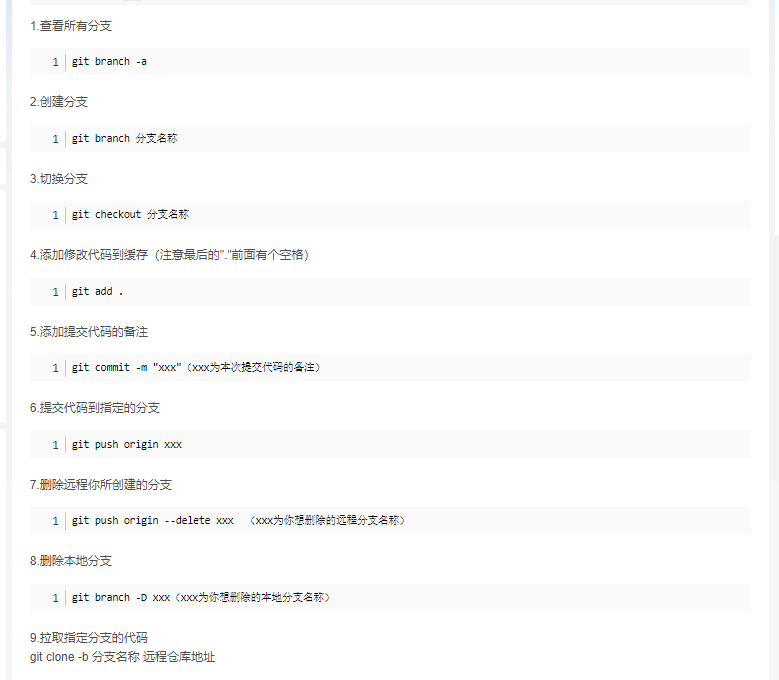 1.查看所有分支
1 git branch -a
2.创建分支
1 git branch 分支名称
3.切换分支
1 git checkout 分支名称
4.添加修改代码到缓存（注意最后的"."前面有个空格）
1 git add .
5.添加提交代码的备注
1 git commit -m "xxx"（xxx为本次提交代码的备注）
6.提交代码到指定的分支
1 git push origin xxx
7.删除远程你所创建的分支
1 git push origin --delete xxx （xxx为你想删除的远程分支名称）
8.删除本地分支
1 git branch -D xxx（xxx为你想删除的本地分支名称）
9.拉取指定分支的代码
git clone -b 分支名称 远程仓库地址